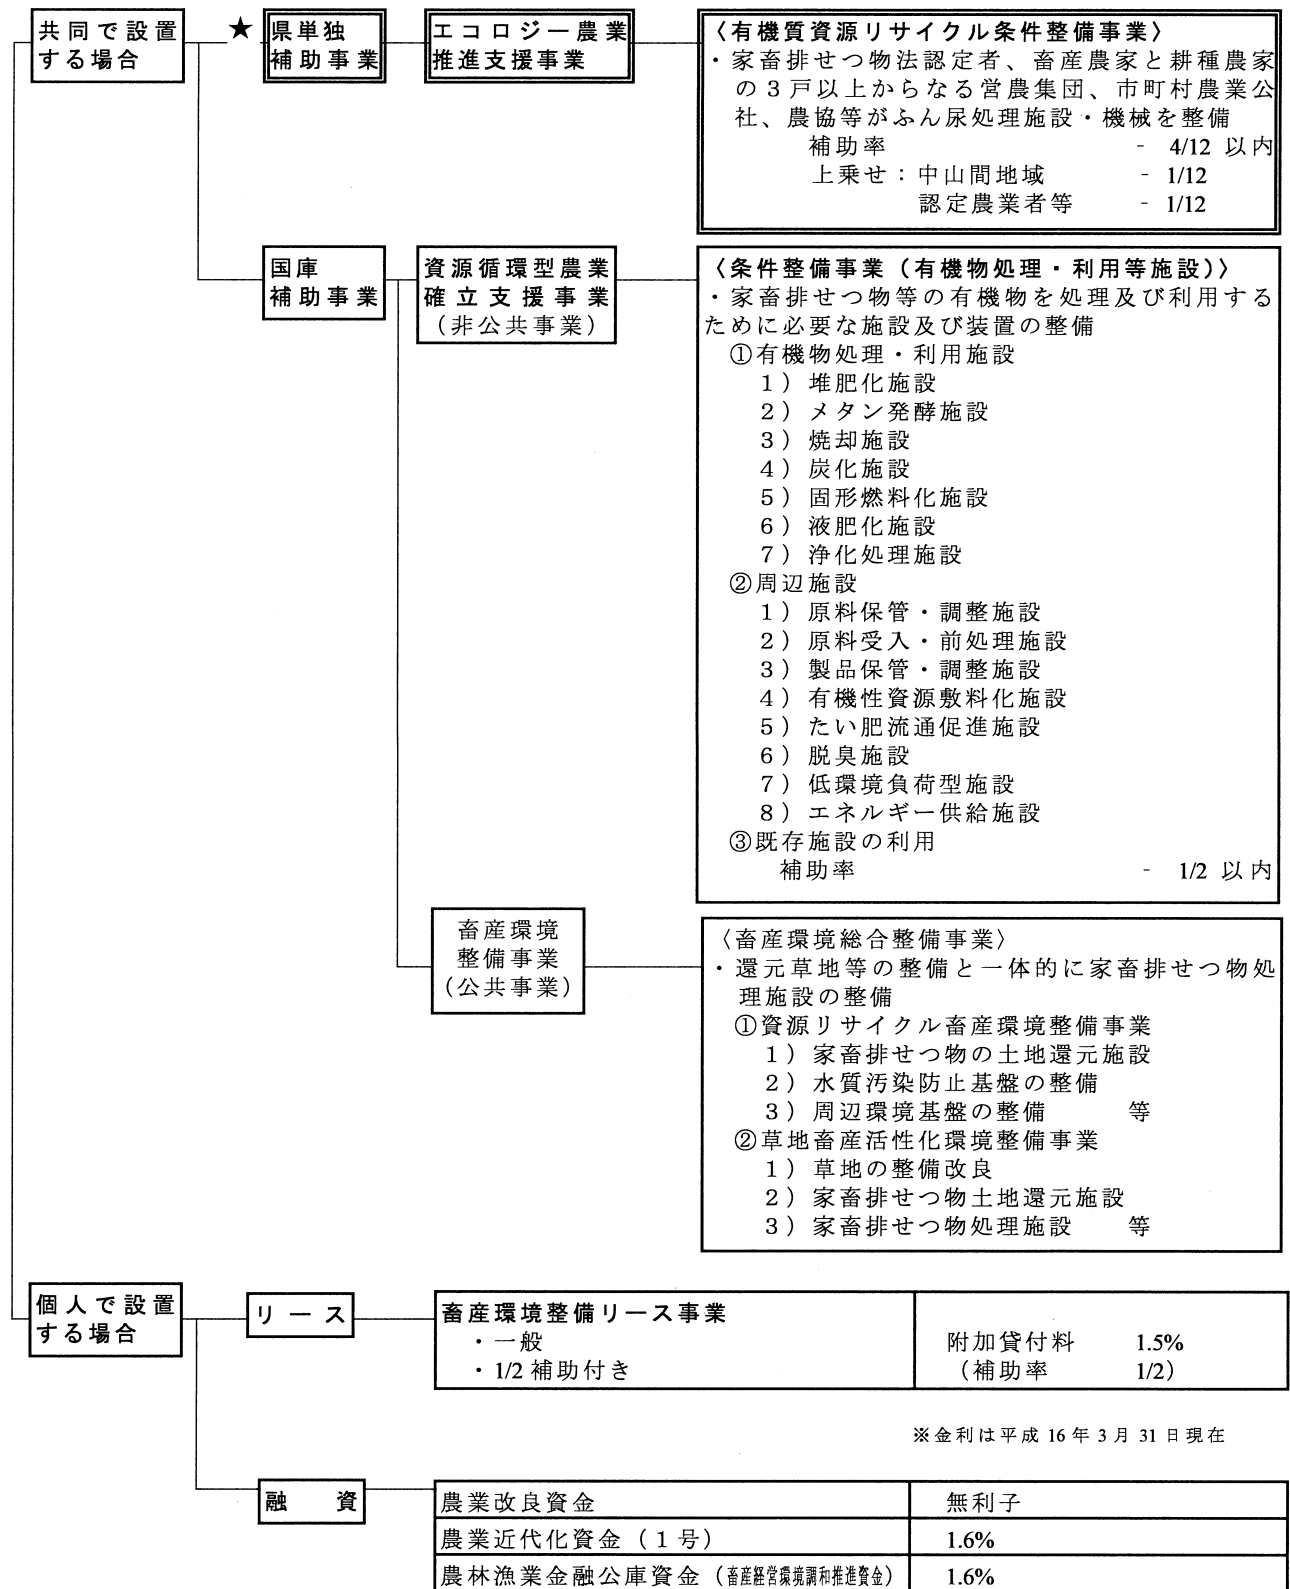 共同で設置
する場合
★
県単独
補助事業
エコロジー農業
推進支援事業
〈有機質資源リサイクル条件整備事業〉
・家畜排せつ物法認定者、畜産農家と耕種農家
の3戸以上からなる営農集団、市町村農業公
社、農協等がふん尿処理施設・機械を整備
補助率 - 4/12 以内
上乗せ：中山間地域 - 1/12
認定農業者等 - 1/12
国庫
補助事業
資源循環型農業
確立支援事業
（非公共事業）
〈条件整備事業（有機物処理・利用等施設）〉
・家畜排せつ物等の有機物を処理及び利用する
ために必要な施設及び装置の整備
①有機物処理・利用施設
1）堆肥化施設
2）メタン発酵施設
3）焼却施設
4）炭化施設
5）固形燃料化施設
6）液肥化施設
7）浄化処理施設
②周辺施設
1）原料保管・調整施設
2）原料受入・前処理施設
3）製品保管・調整施設
4）有機性資源敷料化施設
5）たい肥流通促進施設
6）脱臭施設
7）低環境負荷型施設
8）エネルギー供給施設
③既存施設の利用
補助率 - 1/2 以内
畜産環境
整備事業
（公共事業）
〈畜産環境総合整備事業〉
・還元草地等の整備と一体的に家畜排せつ物処
理施設の整備
①資源リサイクル畜産環境整備事業
1）家畜排せつ物の土地還元施設
2）水質汚染防止基盤の整備
3）周辺環境基盤の整備 等
②草地畜産活性化環境整備事業
1）草地の整備改良
2）家畜排せつ物土地還元施設
3）家畜排せつ物処理施設 等
個人で設置
する場合
リース
畜産環境整備リース事業
・一般 附加貸付料 1.5%
・1/2 補助付き （補助率 1/2）
※金利は平成 16 年 3 月 31 日現在
融 資
農業改良資金 無利子
農業近代化資金（1号） 1.6%
農林漁業金融公庫資金（畜産経営環境調和推進資金） 1.6%